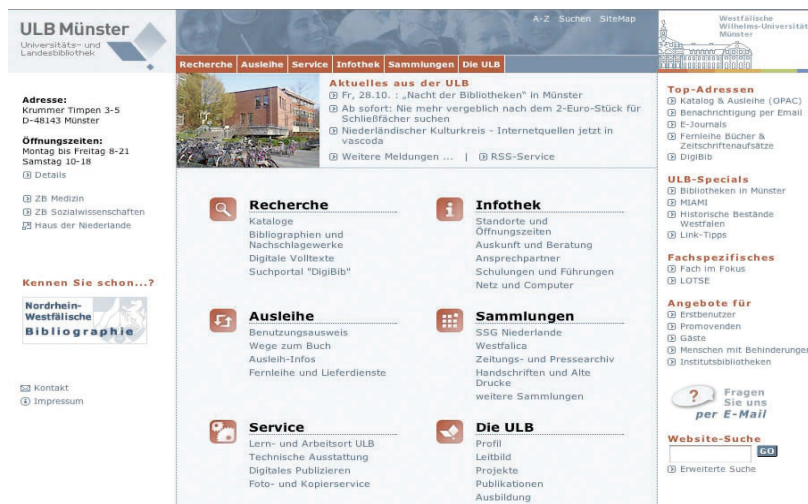 ULB Münster
Universitäts- und
Landesbibliothek
A-Z Suchen SiteMap
Westfälische
Wilhelms-Universität
Münster
Recherche Ausleihe Service Infothek Sammlungen Die ULB
Adresse:
Krummer Timpen 3-5
D-48143 Münster
Öffnungszeiten:
Montag bis Freitag 8-21
Samstag 10-18
Details
ZB Medizin
ZB Sozialwissenschaften
Haus der Niederlande
Kennen Sie schon...?
Nordrhein-
Westfälische
Bibliographie
Kontakt
Impressum
Aktuelles aus der ULB
Fr, 28.10. : „Nacht der Bibliotheken" in Münster
Ab sofort: Nie mehr vergeblich nach dem 2-Euro-Stück für
Schließfächer suchen
Niederländischer Kulturkreis - Internetquellen jetzt in
vascoda
Weitere Meldungen ... | RSS-Service
Recherche
Kataloge
Bibliographien und
Nachschlagewerke
Digitale Volltexte
Suchportal "DigiBib"
Infothek
Standorte und
Öffnungszeiten
Auskunft und Beratung
Ansprechpartner
Schulungen und Führungen
Netz und Computer
Ausleihe
Benutzungsausweis
Wege zum Buch
Ausleih-Infos
Fernleihe und Lieferdienste
Sammlungen
SSG Niederlande
Westfalica
Zeitungs- und Pressearchiv
Handschriften und Alte
Drucke
weitere Sammlungen
Service
Lern- und Arbeitsort ULB
Technische Ausstattung
Digitales Publizieren
Foto- und Kopierservice
Die ULB
Profil
Leitbild
Projekte
Publikationen
Ausbildung
Top-Adressen
Katalog & Ausleihe (OPAC)
Benachrichtigung per Email
E-Journals
Fernleihe Bücher &
Zeitschriftenaufsätze
DigiBib
ULB-Specials
Bibliotheken in Münster
MIAMI
Historische Bestände
Westfalen
Link-Tipps
Fachspezifisches
Fach im Fokus
LOTSE
Angebote für
Erstbenutzer
Promovenden
Gäste
Menschen mit Behinderungen
Institutsbibliotheken
? Fragen
Sie uns
per E-Mail
Website-Suche
GO
Erweiterte Suche